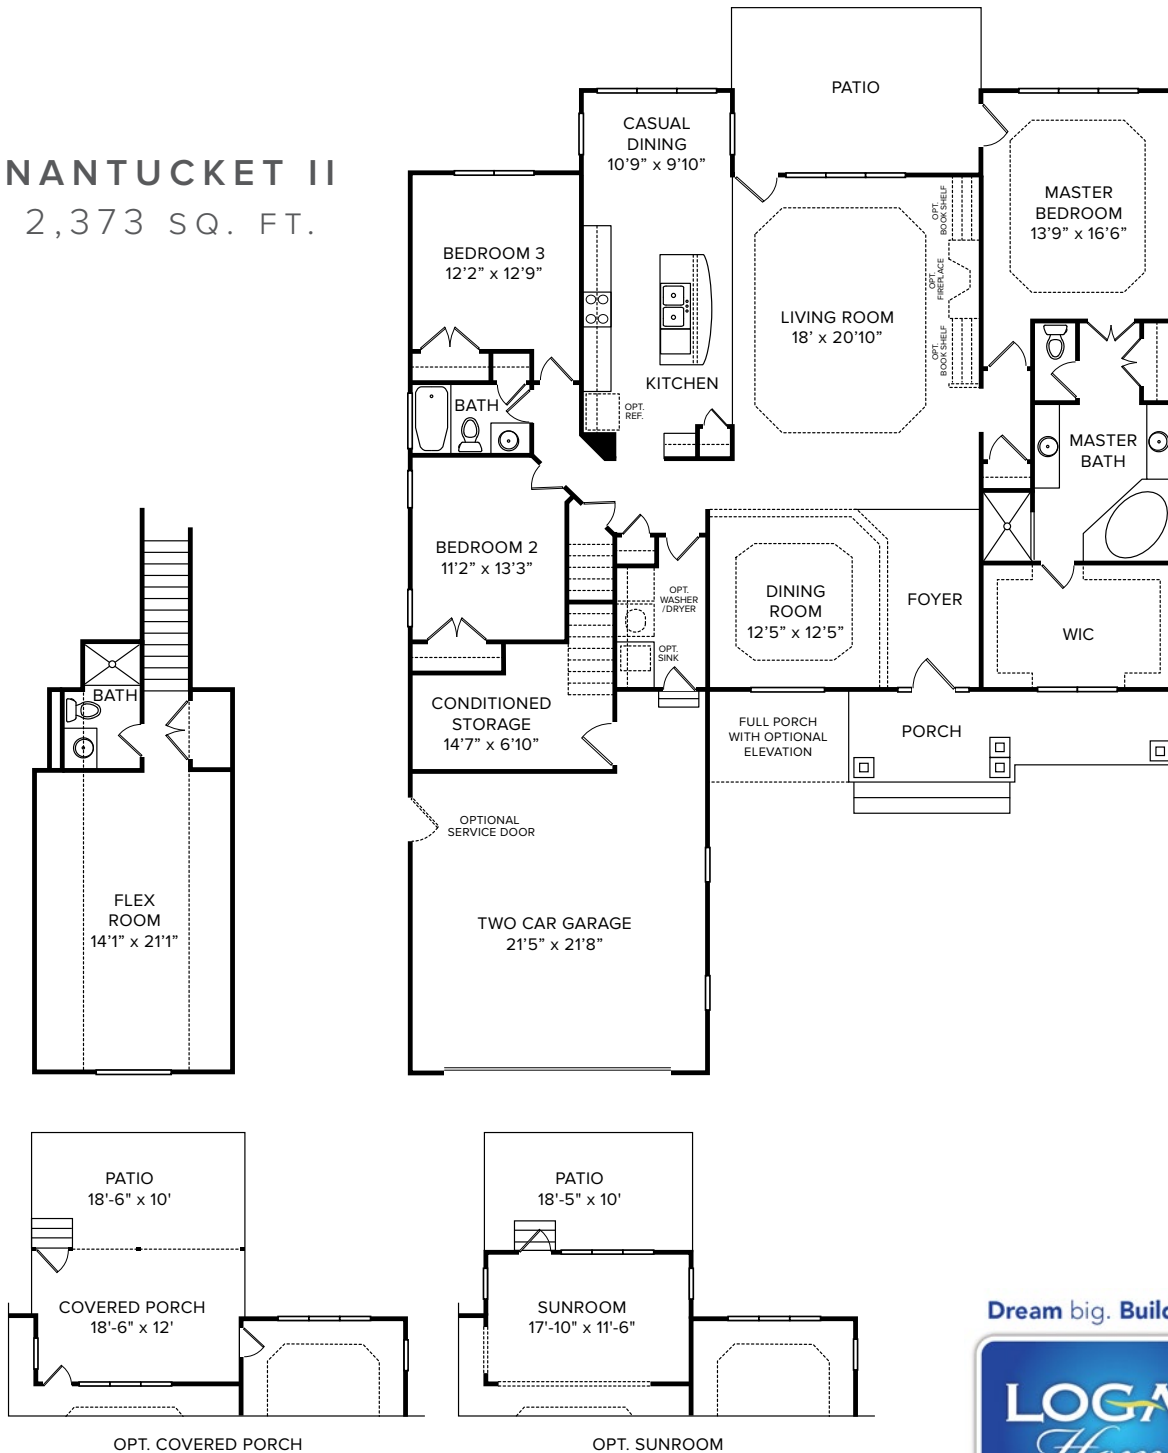 NANTUCKET II
2,373 SQ. FT.
PATIO
CASUAL
DINING
10’9” x 9’10”
MASTER
BEDROOM
13’9” x 16’6”
BEDROOM 3
12’2” x 12’9”
OPT.
BOOK SHELF
OPT.
FIREPLACE
OPT.
BOOK SHELF
LIVING ROOM
18’ x 20’10”
KITCHEN
OPT.
REF.
BATH
MASTER
BATH
BEDROOM 2
11’2” x 13’3”
OPT.
WASHER
/DRYER
OPT.
SINK
DINING
ROOM
12’5” x 12’5”
FOYER
WIC
CONDITIONED
STORAGE
14’7” x 6’10”
FULL PORCH
WITH OPTIONAL
ELEVATION
PORCH
OPTIONAL
SERVICE DOOR
TWO CAR GARAGE
21’5” x 21’8”
BATH
FLEX
ROOM
14’1” x 21’1”
PATIO
18'-6" x 10'
COVERED PORCH
18'-6" x 12'
OPT. COVERED PORCH
PATIO
18'-5" x 10'
SUNROOM
17'-10" x 11'-6"
OPT. SUNROOM
Dream big. Build
LOGA
Home